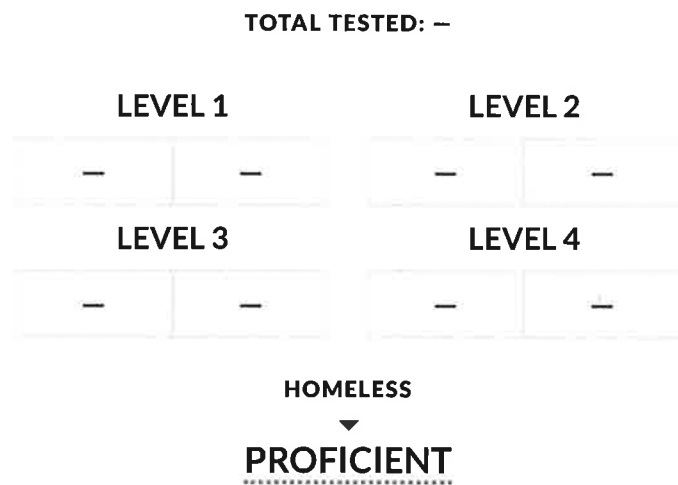 TOTAL TESTED: —
LEVEL 1 LEVEL 2
— — — —
LEVEL 3 LEVEL 4
— — — —
HOMELESS
PROFICIENT